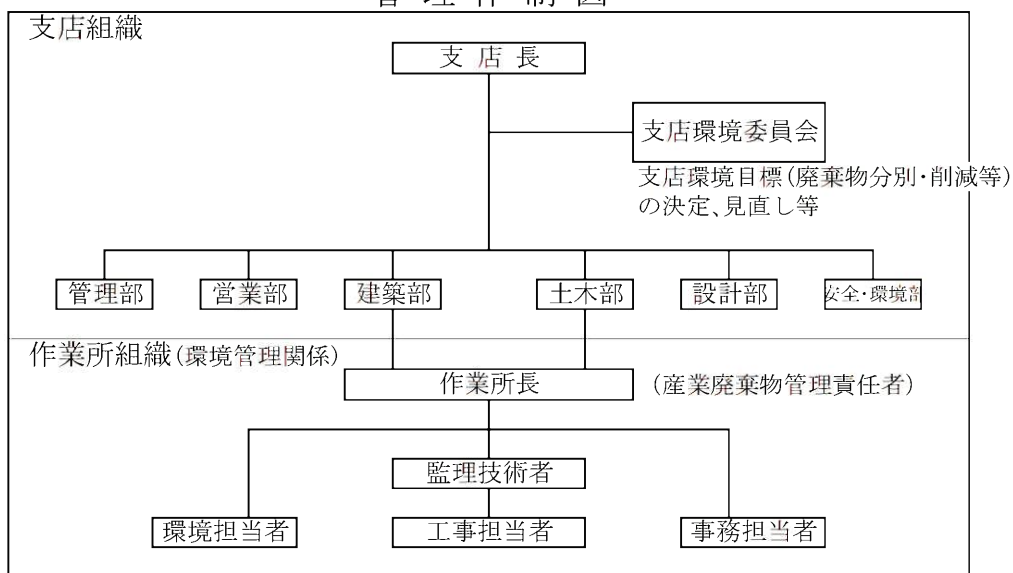 管理体制図
支店組織
支店長
支店環境委員会
支店環境目標(廃棄物分別・削減等)
の決定、見直し等
管理部 営業部 建築部 土木部 設計部 安全・環境部
作業所組織(環境管理関係)
作業所長 (産業廃棄物管理責任者)
監理技術者
環境担当者 工事担当者 事務担当者